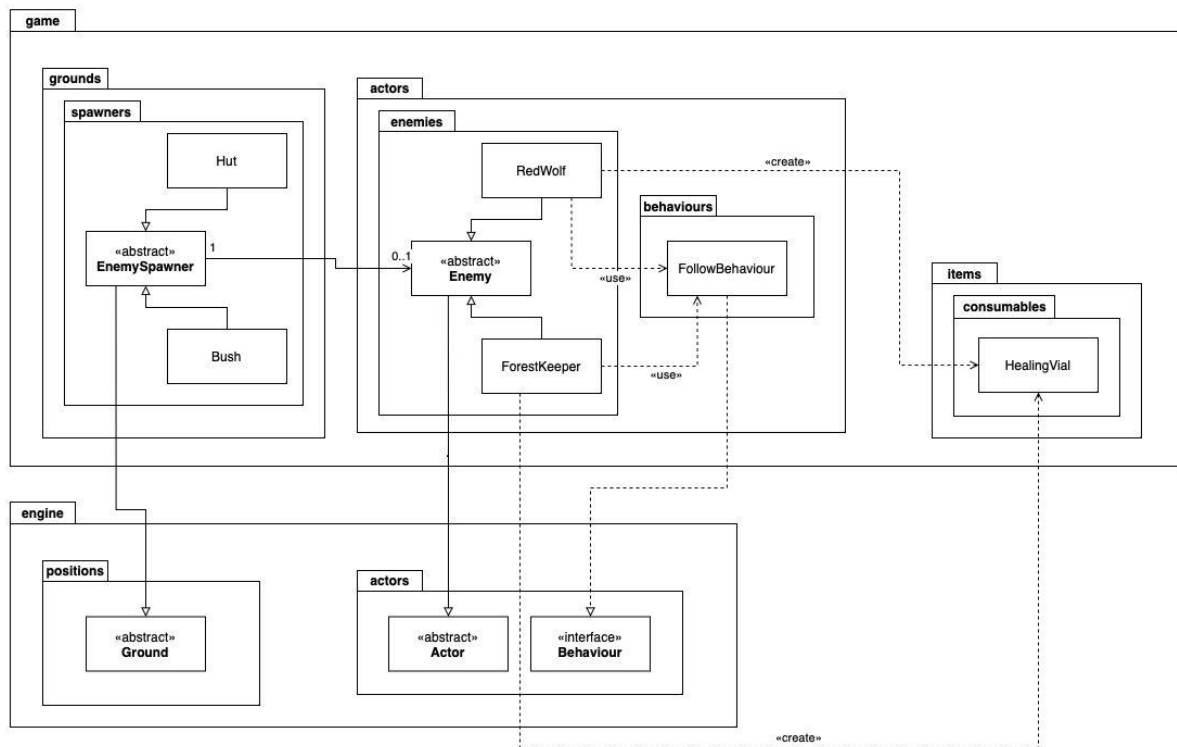 game
grounds
spawners
Hut
«abstract»
EnemySpawner
1
Bush
actors
enemies
RedWolf
«create»
0..1
«abstract»
Enemy
«use»
behaviours
FollowBehaviour
ForestKeeper
«use»
items
consumables
HealingVial
engine
positions
«abstract»
Ground
actors
«abstract»
Actor
«interface»
Behaviour
«create»